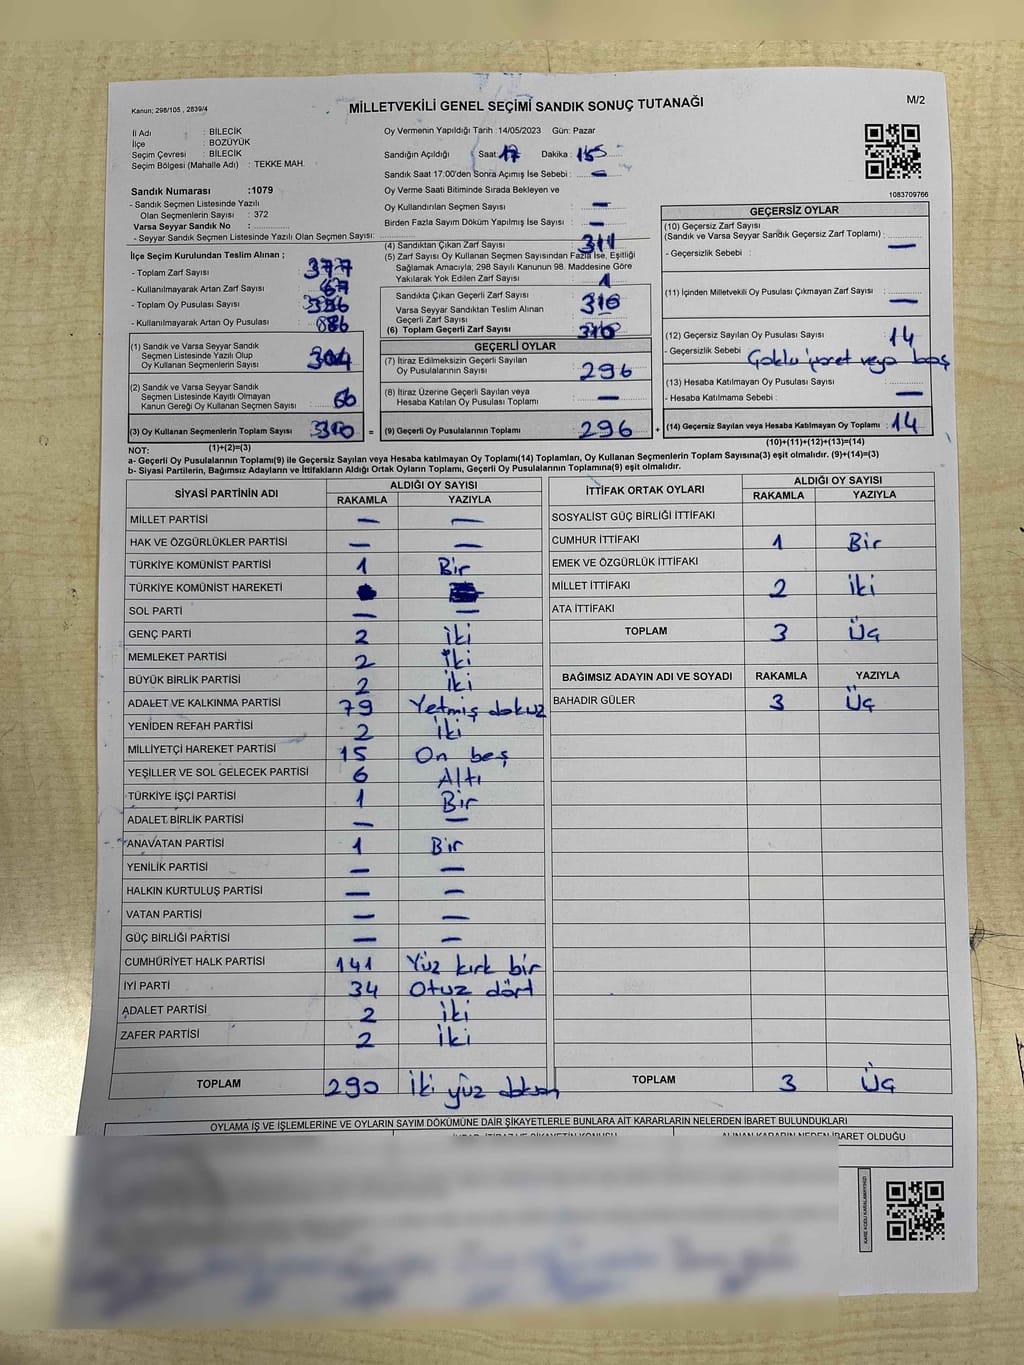 Kanun; 298/105 , 2839/4
MİLLETVEKİLİ GENEL SEÇİMİ SANDIK SONUÇ TUTANAĞI
M/2
İl Adı : BİLECİK
İlçe : BOZÜYÜK
Seçim Çevresi : BİLECİK
Seçim Bölgesi (Mahalle Adı) : TEKKE MAH.
Oy Vermenin Yapıldığı Tarih : 14/05/2023 Gün: Pazar
Sandığın Açıldığı Saat: 17 Dakika :
Sandık Saat 17:00'den Sonra Açımış İse Sebebi : —
Oy Verme Saati Bitiminde Sırada Bekleyen ve
Oy Kullandırılan Seçmen Sayısı : —
Birden Fazla Sayım Döküm Yapılmış İse Sayısı : —
1083709766
Sandık Numarası :1079
- Sandık Seçmen Listesinde Yazılı
Olan Seçmenlerin Sayısı : 372
Varsa Seyyar Sandık No :
- Seyyar Sandık Seçmen Listesinde Yazılı Olan Seçmen Sayısı:
İlçe Seçim Kurulundan Teslim Alınan ;
- Toplam Zarf Sayısı : 377
- Kullanılmayarak Artan Zarf Sayısı : 67
- Toplam Oy Pusulası Sayısı :
- Kullanılmayarak Artan Oy Pusulası :
(1) Sandık ve Varsa Seyyar Sandık
Seçmen Listesinde Yazılı Olup
Oy Kullanan Seçmenlerin Sayısı : 304
(2) Sandık ve Varsa Seyyar Sandık
Seçmen Listesinde Kayıtlı Olmayan
Kanun Gereği Oy Kullanan Seçmen Sayısı :
(3) Oy Kullanan Seçmenlerin Toplam Sayısı : 310
(1)+(2)=(3)
(4) Sandıktan Çıkan Zarf Sayısı : 311
(5) Zarf Sayısı Oy Kullanan Seçmen Sayısından Fazla İse, Eşitliği
Sağlamak Amacıyla; 298 Sayılı Kanunun 98. Maddesine Göre
Yakılarak Yok Edilen Zarf Sayısı : 1
Sandıkta Çıkan Geçerli Zarf Sayısı : 310
Varsa Seyyar Sandıktan Teslim Alınan
Geçerli Zarf Sayısı
(6) Toplam Geçerli Zarf Sayısı : 310
GEÇERLİ OYLAR
(7) İtiraz Edilmeksizin Geçerli Sayılan
Oy Pusulalarının Sayısı : 296
(8) İtiraz Üzerine Geçerli Sayılan veya
Hesaba Katılan Oy Pusulası Toplamı : —
= (9) Geçerli Oy Pusulalarının Toplamı : 296 +
GEÇERSİZ OYLAR
(10) Geçersiz Zarf Sayısı
(Sandık ve Varsa Seyyar Sandık Geçersiz Zarf Toplamı) : —
- Geçersizlik Sebebi :
(11) İçinden Milletvekili Oy Pusulası Çıkmayan Zarf Sayısı : —
(12) Geçersiz Sayılan Oy Pusulası Sayısı : 14
- Geçersizlik Sebebi Çoklu işaret veya boş
(13) Hesaba Katılmayan Oy Pusulası Sayısı :
- Hesaba Katılmama Sebebi : —
(14) Geçersiz Sayılan veya Hesaba Katılmayan Oy Toplamı : 14
(10)+(11)+(12)+(13)=(14)
NOT:
a- Geçerli Oy Pusulalarının Toplamı(9) ile Geçersiz Sayılan veya Hesaba katılmayan Oy Toplamı(14) Toplamları, Oy Kullanan Seçmenlerin Toplam Sayısına(3) eşit olmalıdır. (9)+(14)=(3)
b- Siyasi Partilerin, Bağımsız Adayların ve İttifakların Aldığı Ortak Oyların Toplamı, Geçerli Oy Pusulalarının Toplamına(9) eşit olmalıdır.
SİYASİ PARTİNİN ADI ALDIĞI OY SAYISI
RAKAMLA YAZIYLA
MİLLET PARTİSİ — —
HAK VE ÖZGÜRLÜKLER PARTİSİ — —
TÜRKİYE KOMÜNİST PARTİSİ 1 Bir
TÜRKİYE KOMÜNİST HAREKETİ
SOL PARTİ — —
GENÇ PARTİ 2 iki
MEMLEKET PARTİSİ 2 iki
BÜYÜK BİRLİK PARTİSİ 2 iki
ADALET VE KALKINMA PARTİSİ 79 Yetmiş dokuz
YENİDEN REFAH PARTİSİ 2 iki
MİLLİYETÇİ HAREKET PARTİSİ 15 On beş
YEŞİLLER VE SOL GELECEK PARTİSİ 6 Altı
TÜRKİYE İŞÇİ PARTİSİ 1 Bir
ADALET BİRLİK PARTİSİ — —
ANAVATAN PARTİSİ 1 Bir
YENİLİK PARTİSİ — —
HALKIN KURTULUŞ PARTİSİ — —
VATAN PARTİSİ — —
GÜÇ BİRLİĞİ PARTİSİ — —
CUMHURİYET HALK PARTİSİ 141 Yüz kırk bir
İYİ PARTİ 34 Otuz dört
ADALET PARTİSİ 2 iki
ZAFER PARTİSİ 2 iki
TOPLAM 290 İki yüz doksan
İTTİFAK ORTAK OYLARI ALDIĞI OY SAYISI
RAKAMLA YAZIYLA
SOSYALİST GÜÇ BİRLİĞİ İTTİFAKI
CUMHUR İTTİFAKI 1 Bir
EMEK VE ÖZGÜRLÜK İTTİFAKI
MİLLET İTTİFAKI 2 iki
ATA İTTİFAKI
TOPLAM 3 Üç
BAĞIMSIZ ADAYIN ADI VE SOYADI RAKAMLA YAZIYLA
BAHADIR GÜLER 3 Üç
TOPLAM 3 Üç
OYLAMA İŞ VE İŞLEMLERİNE VE OYLARIN SAYIM DÖKÜMÜNE DAİR ŞİKAYETLERLE BUNLARA AİT KARARLARIN NELERDEN İBARET BULUNDUKLARI
ALINAN KARARIN NEDEN İBARET OLDUĞU
KARE KODU KARALAMAYINIZ